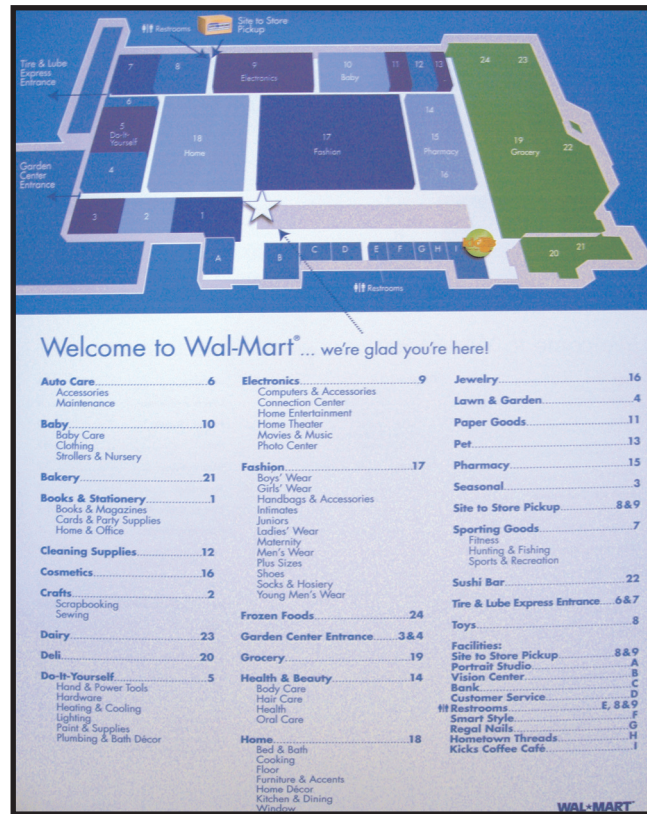 Site to Store
Pickup
Restrooms
Tire & Lube
Express
Entrance
7
8
9
Electronics
10
Baby
11
12
13
24
23
6
5
Do-It-
Yourself
18
Home
17
Fashion
14
15
Pharmacy
16
19
Grocery
22
Garden
Center
Entrance
4
3
2
1
A
B
C
D
E
F
G
H
I
20
21
Restrooms
Welcome to Wal-Mart®... we're glad you're here!
Auto Care 6
Accessories
Maintenance
Baby 10
Baby Care
Clothing
Strollers & Nursery
Bakery 21
Books & Stationery 1
Books & Magazines
Cards & Party Supplies
Home & Office
Cleaning Supplies 12
Cosmetics 16
Crafts 2
Scrapbooking
Sewing
Dairy 23
Deli 20
Do-It-Yourself 5
Hand & Power Tools
Hardware
Heating & Cooling
Lighting
Paint & Supplies
Plumbing & Bath Décor
Electronics 9
Computers & Accessories
Connection Center
Home Entertainment
Home Theater
Movies & Music
Photo Center
Fashion 17
Boys' Wear
Girls' Wear
Handbags & Accessories
Intimates
Juniors
Ladies' Wear
Maternity
Men's Wear
Plus Sizes
Shoes
Socks & Hosiery
Young Men's Wear
Frozen Foods 24
Garden Center Entrance 3&4
Grocery 19
Health & Beauty 14
Body Care
Hair Care
Health
Oral Care
Home 18
Bed & Bath
Cooking
Floor
Furniture & Accents
Home Décor
Kitchen & Dining
Window
Jewelry 16
Lawn & Garden 4
Paper Goods 11
Pet 13
Pharmacy 15
Seasonal 3
Site to Store Pickup 8&9
Sporting Goods 7
Fitness
Hunting & Fishing
Sports & Recreation
Sushi Bar 22
Tire & Lube Express Entrance 6&7
Toys 8
Facilities:
Site to Store Pickup 8&9
Portrait Studio A
Vision Center B
Bank C
Customer Service D
Restrooms E, 8&9
Smart Style F
Regal Nails G
Hometown Threads H
Kicks Coffee Café I
WAL★MART